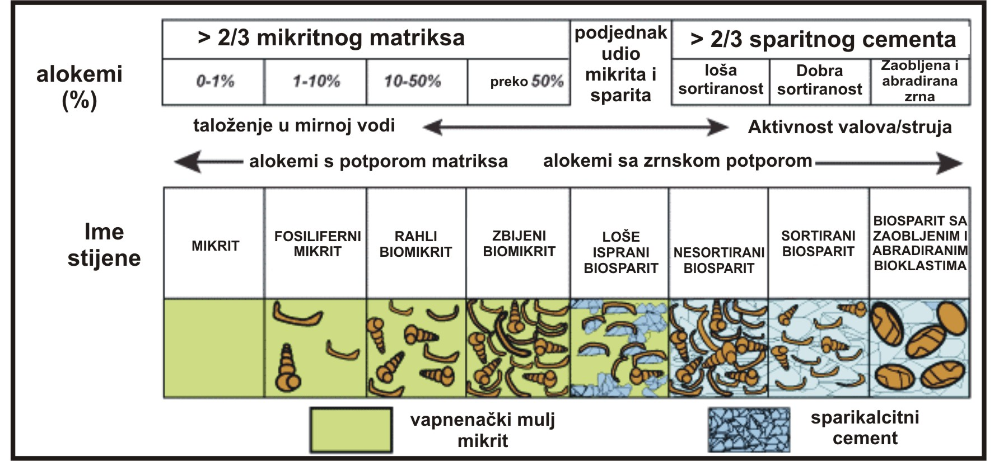 > 2/3 mikritnog matriksa
podjednak
udio
mikrita i
sparita
> 2/3 sparitnog cementa
alokemi
(%)
0-1%
1-10%
10-50%
preko 50%
loša
sortiranost
Dobra
sortiranost
Zaobljena i
abradirana
zrna
taloženje u mirnoj vodi
Aktivnost valova/struja
alokemi s potporom matriksa
alokemi sa zrnskom potporom
Ime
stijene
MIKRIT
FOSILIFERNI
MIKRIT
RAHLI
BIOMIKRIT
ZBIJENI
BIOMIKRIT
LOŠE
ISPRANI
BIOSPARIT
NESORTIRANI
BIOSPARIT
SORTIRANI
BIOSPARIT
BIOSPARIT SA
ZAOBLJENIM I
ABRADIRANIM
BIOKLASTIMA
vapnenački mulj
mikrit
sparikalcitni
cement